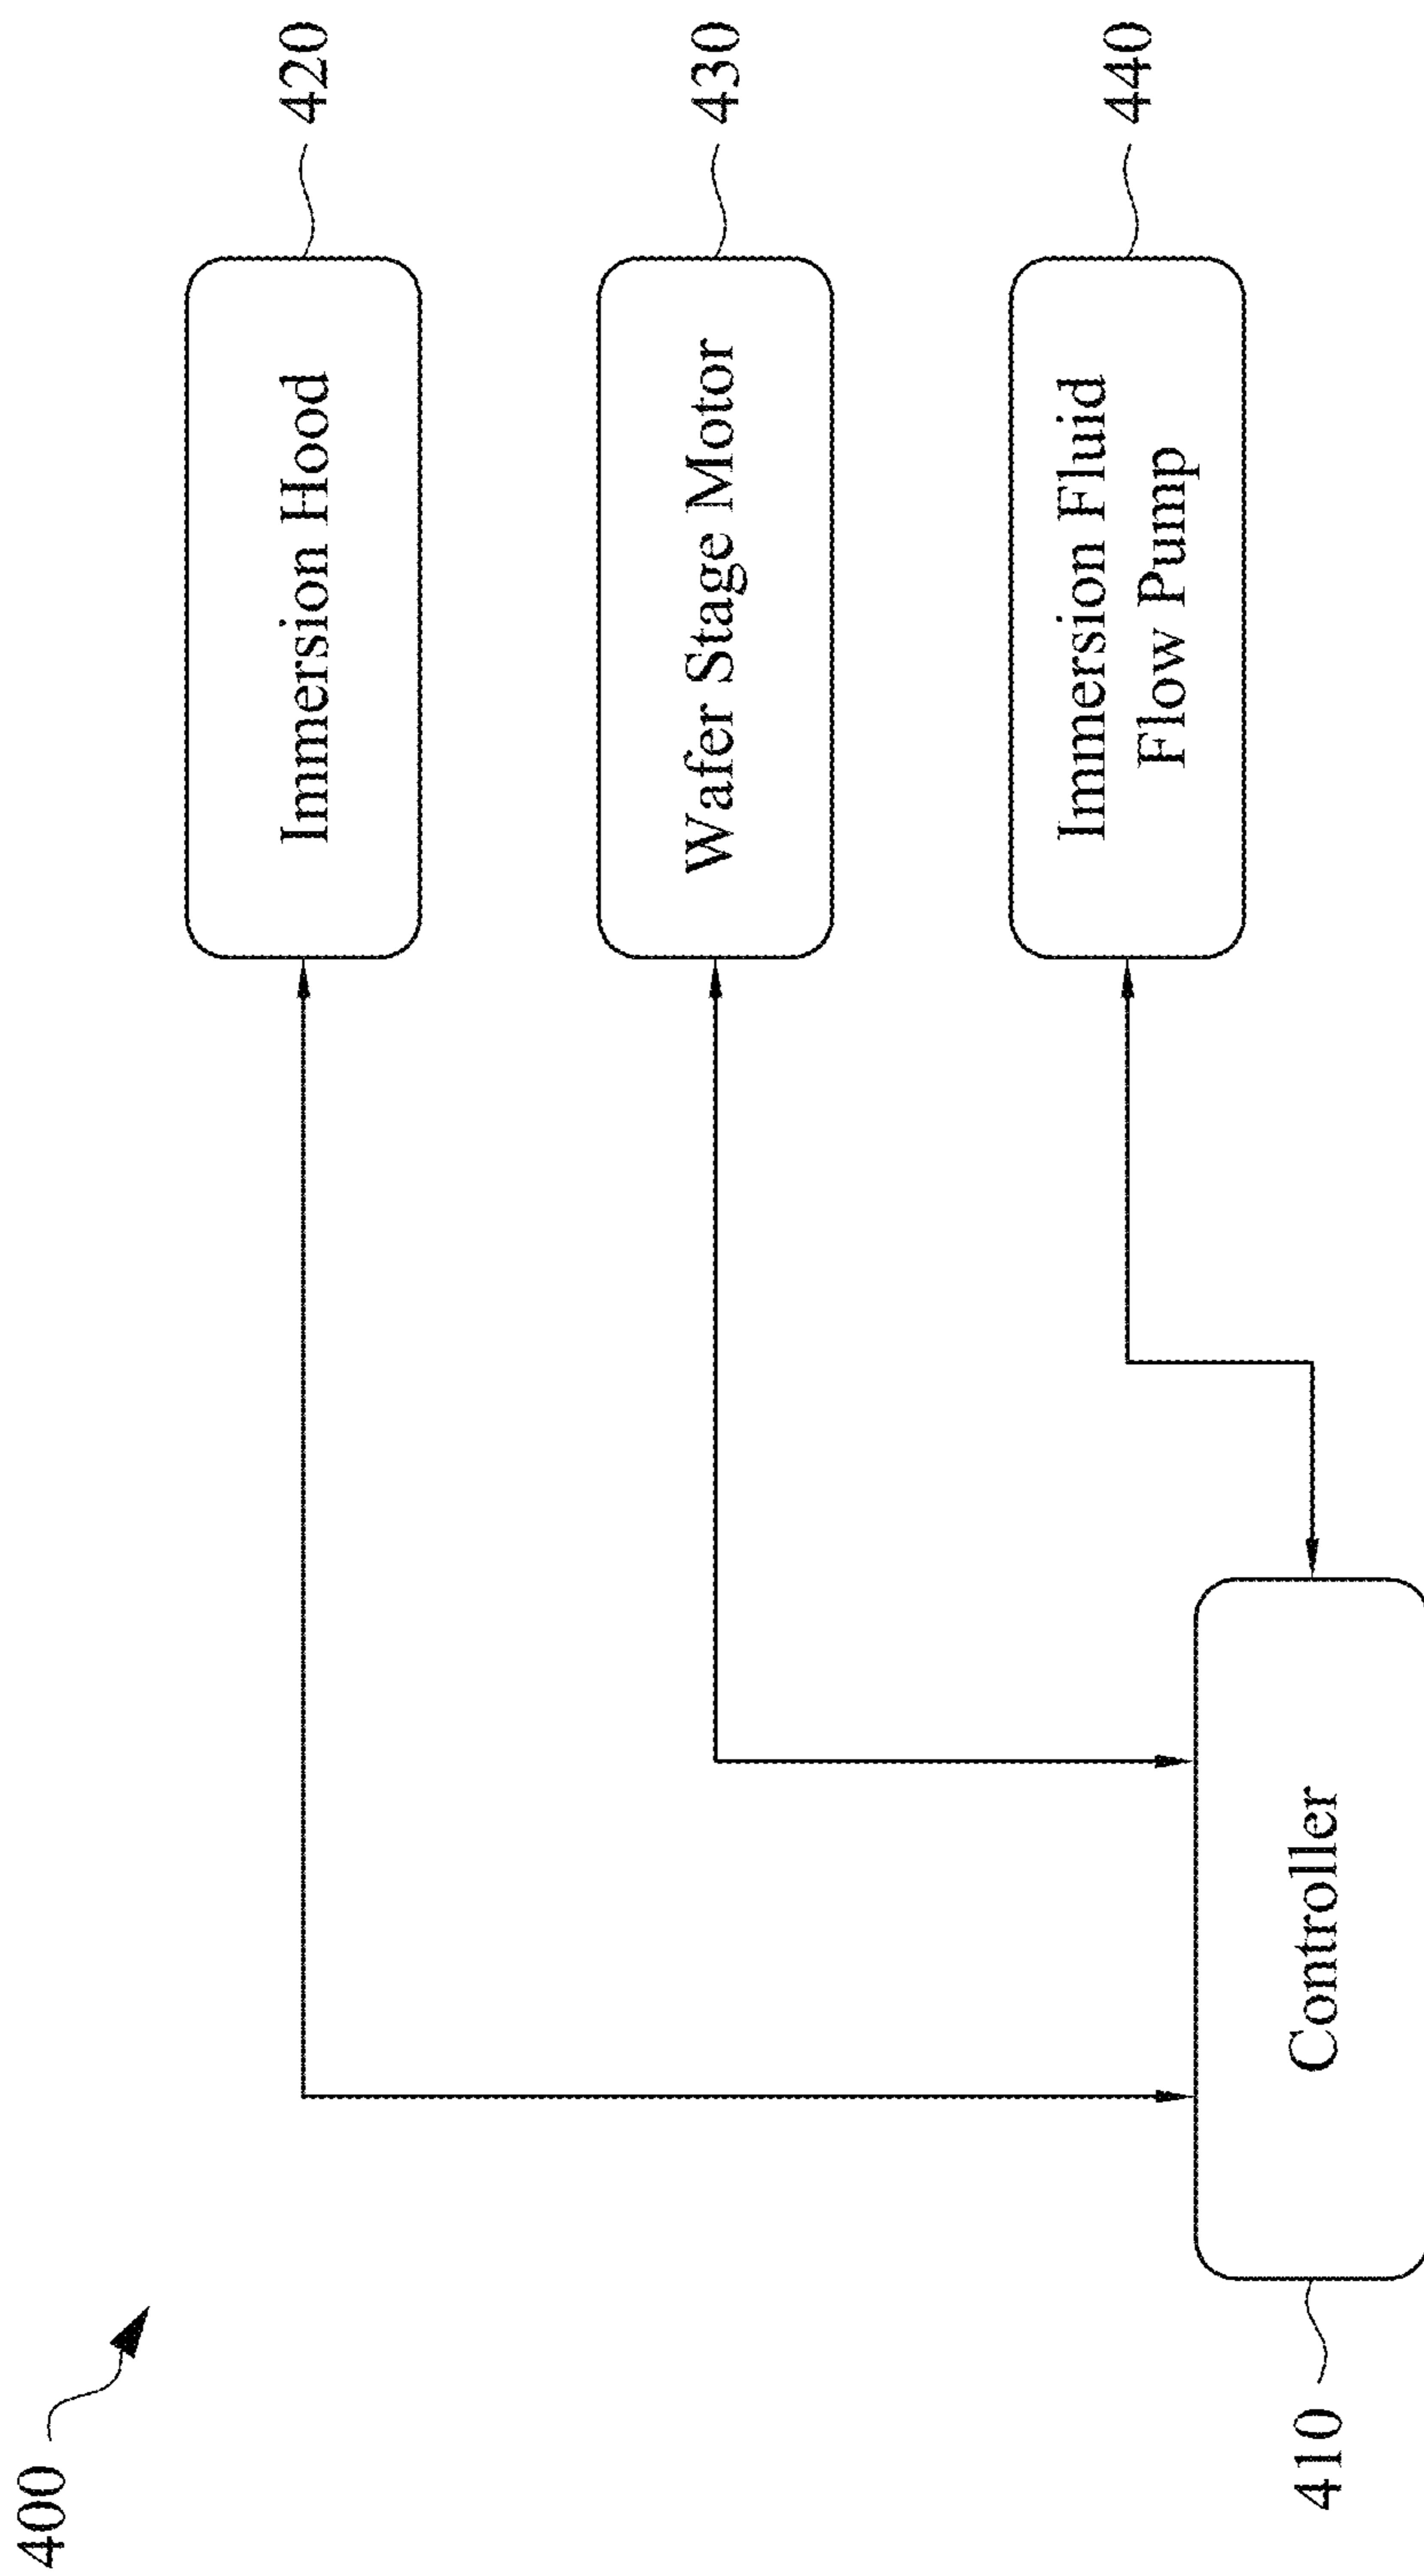 400
Immersion Hood
420
Wafer Stage Motor
430
Immersion Fluid
Flow Pump
440
Controller
410